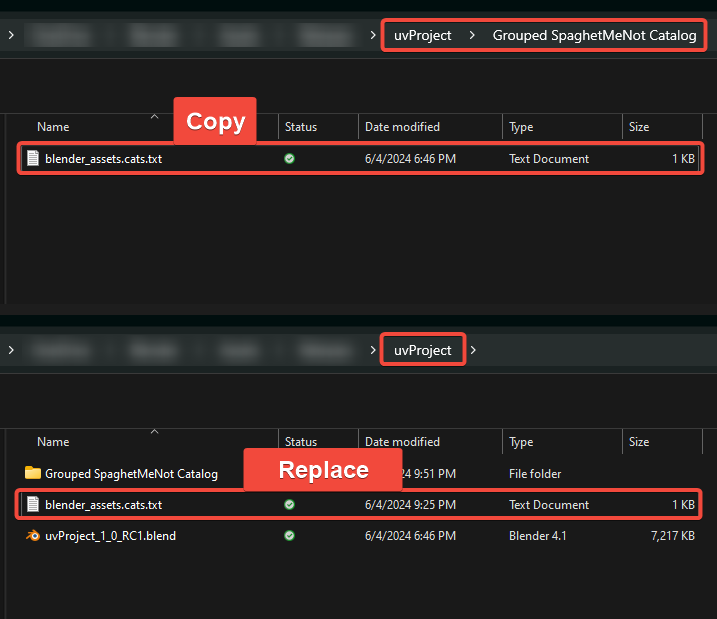 uvProject > Grouped SpaghetMeNot Catalog
Copy
Name Status Date modified Type Size
blender_assets.cats.txt 6/4/2024 6:46 PM Text Document 1 KB
uvProject
Name Status Date modified Type Size
Replace
Grouped SpaghetMeNot Catalog 9:51 PM File folder
blender_assets.cats.txt 6/4/2024 9:25 PM Text Document 1 KB
uvProject_1_0_RC1.blend 6/4/2024 6:46 PM Blender 4.1 7,217 KB